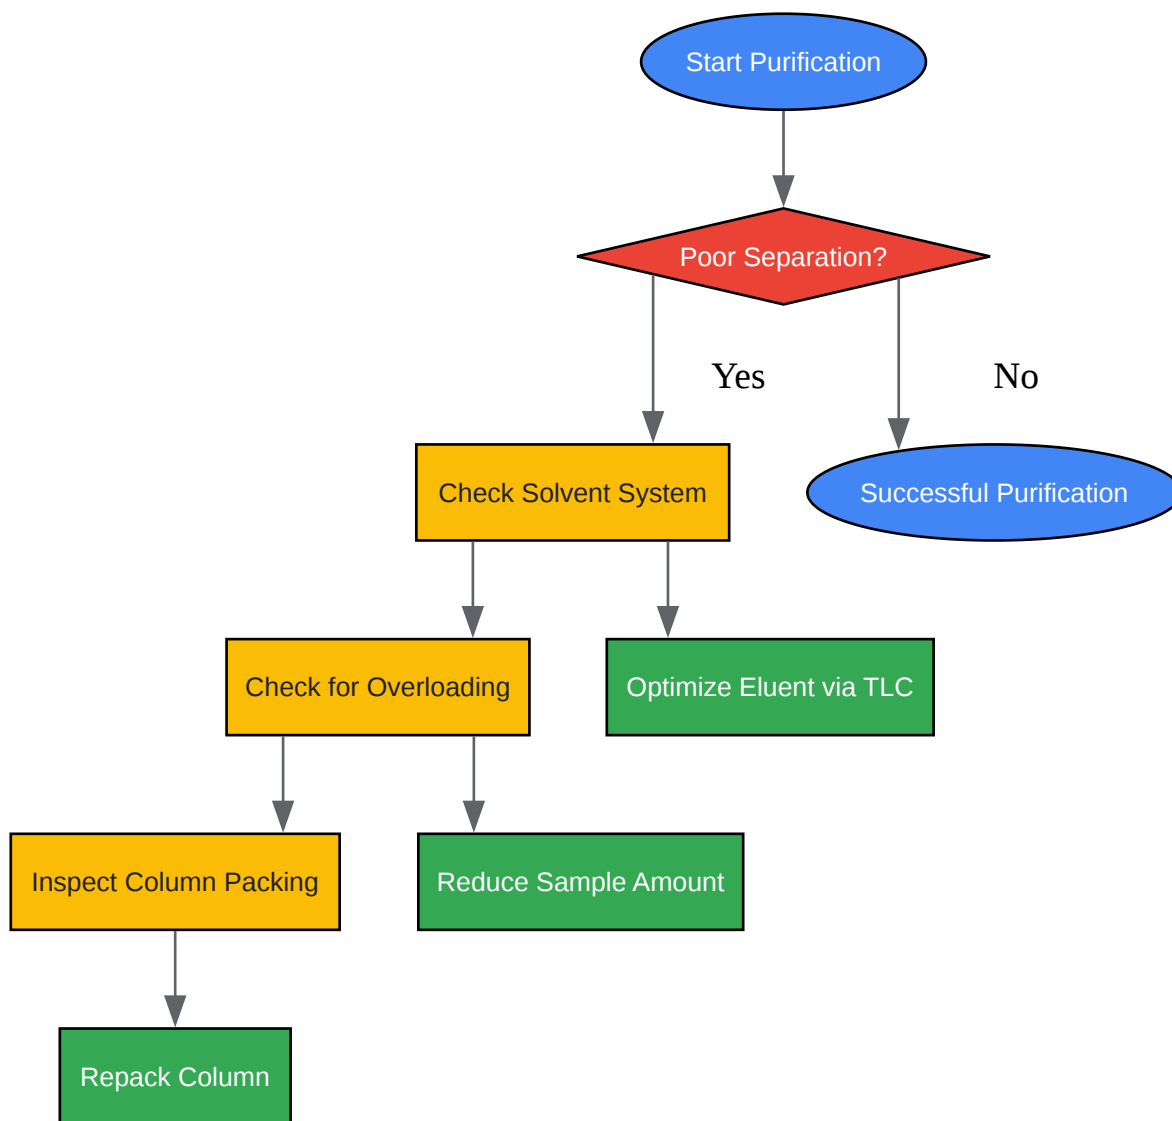 Start Purification
Poor Separation?
Yes
No
Check Solvent System
Successful Purification
Check for Overloading
Optimize Eluent via TLC
Inspect Column Packing
Reduce Sample Amount
Repack Column